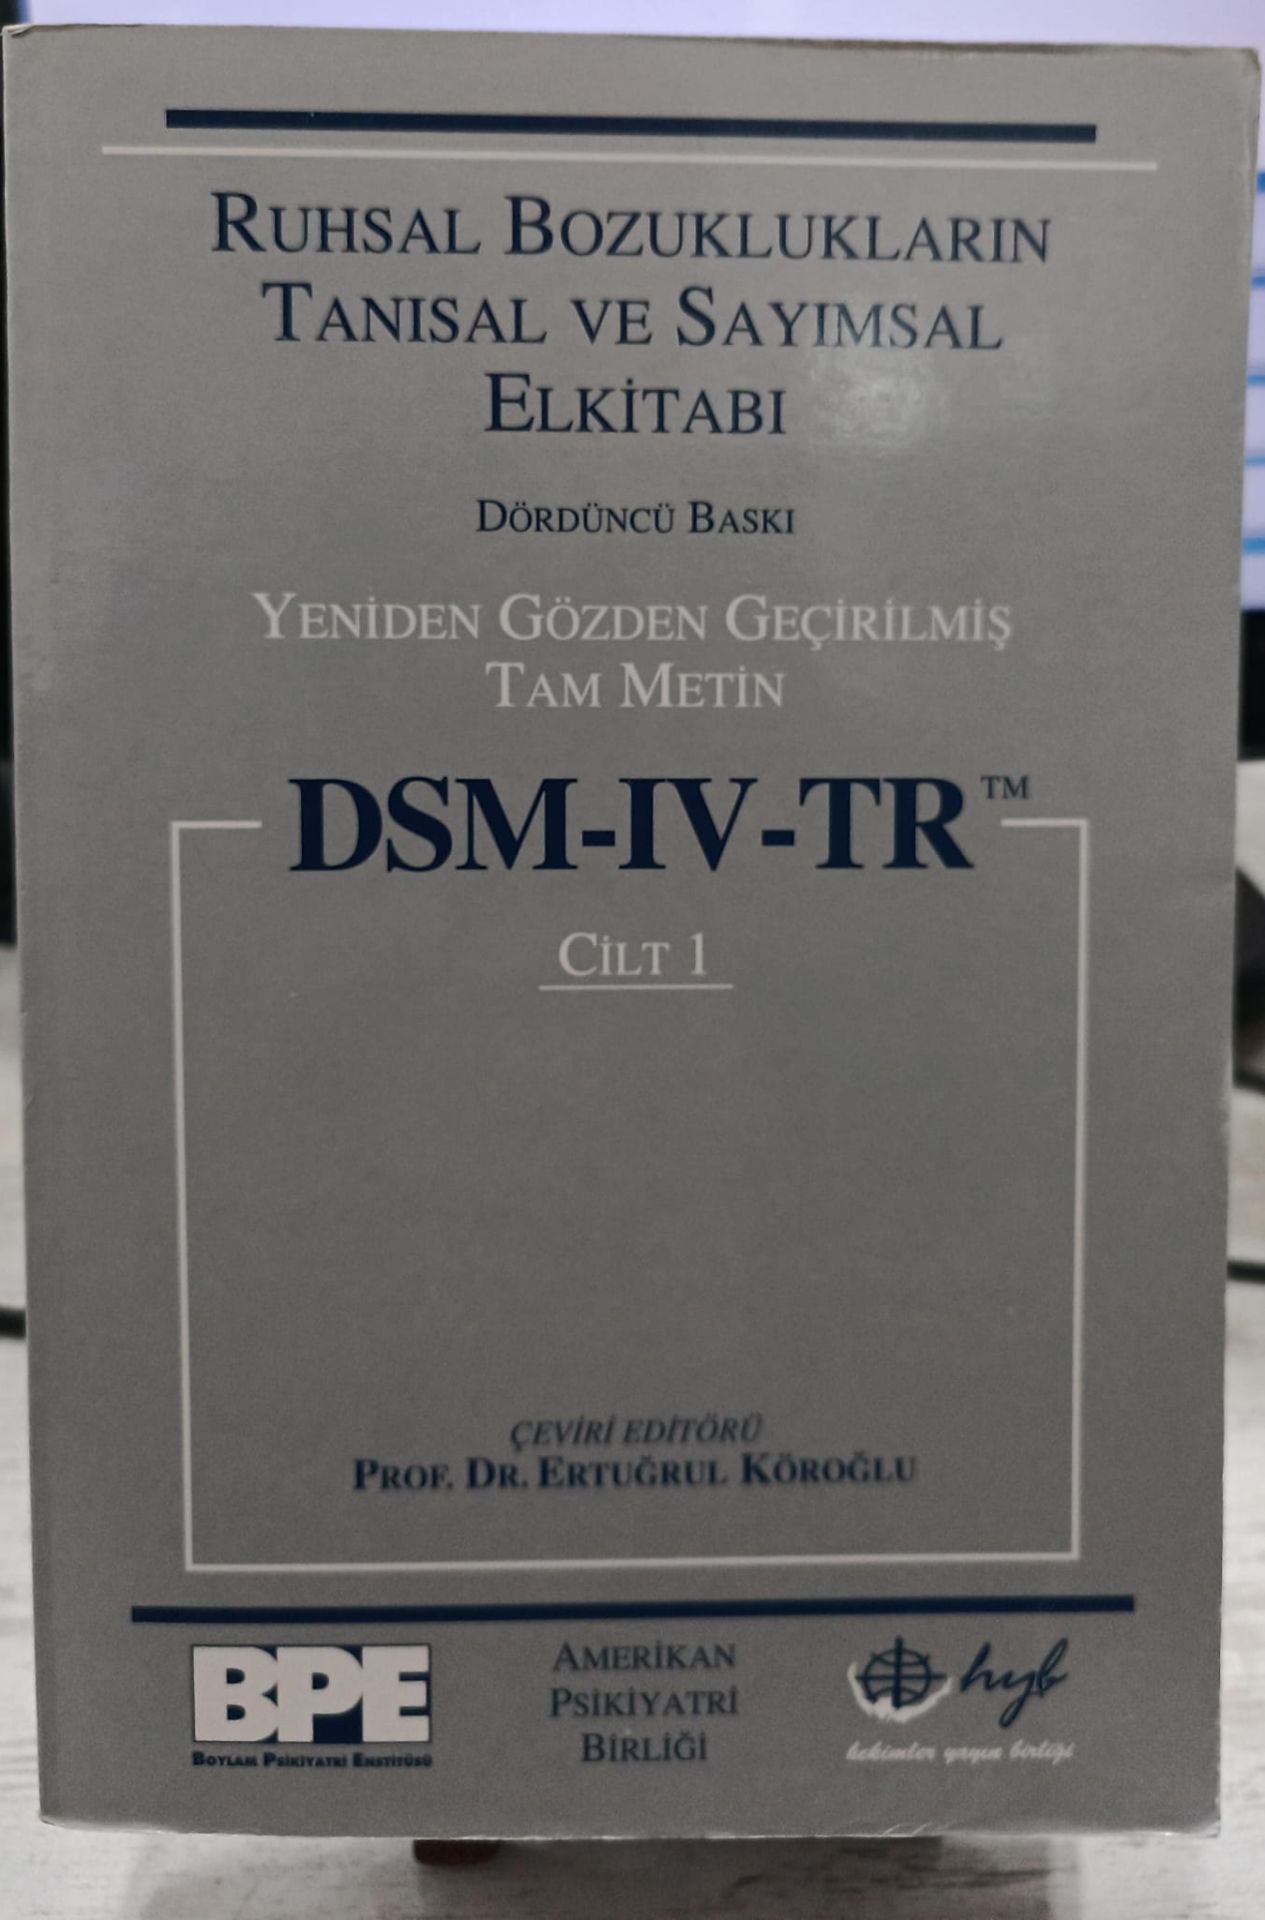 RUHSAL BOZUKLUKLARIN
TANISAL VE SAYIMSAL
ELKİTABI
DÖRDÜNCÜ BASKI
YENİDEN GÖZDEN GEÇİRİLMİŞ
TAM METİN
DSM-IV-TR™
CİLT 1
ÇEVİRİ EDİTÖRÜ
PROF. DR. ERTUĞRUL KÖROĞLU
BPE
BOYLAM PSİKİYATRİ ENSTİTÜSÜ
AMERİKAN
PSİKİYATRİ
BİRLİĞİ
hyb
hekimler yayın birliği